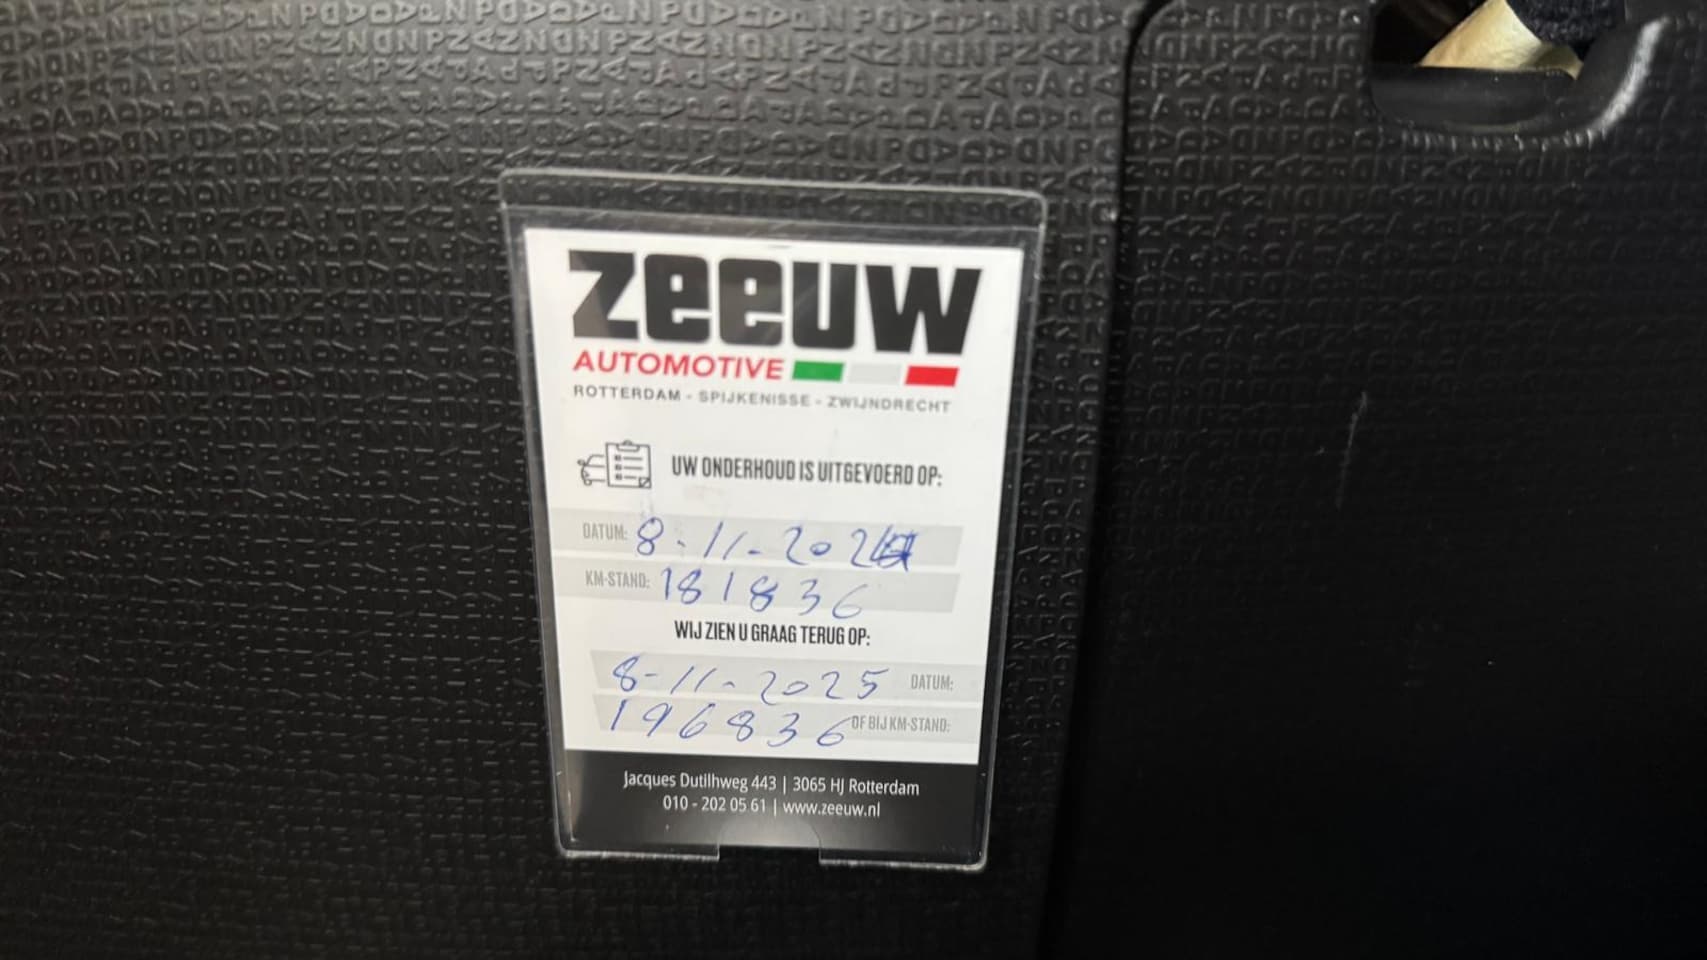 zeeuw
AUTOMOTIVE
ROTTERDAM - SPIJKENISSE - ZWIJNDRECHT
UW ONDERHOUD IS UITGEVOERD OP:
DATUM: 8-11-2024
KM-STAND: 181836
WIJ ZIEN U GRAAG TERUG OP:
8-11-2025 DATUM:
196836 OF BIJ KM-STAND:
Jacques Dutilhweg 443 | 3065 HJ Rotterdam
010 - 202 05 61 | www.zeeuw.nl